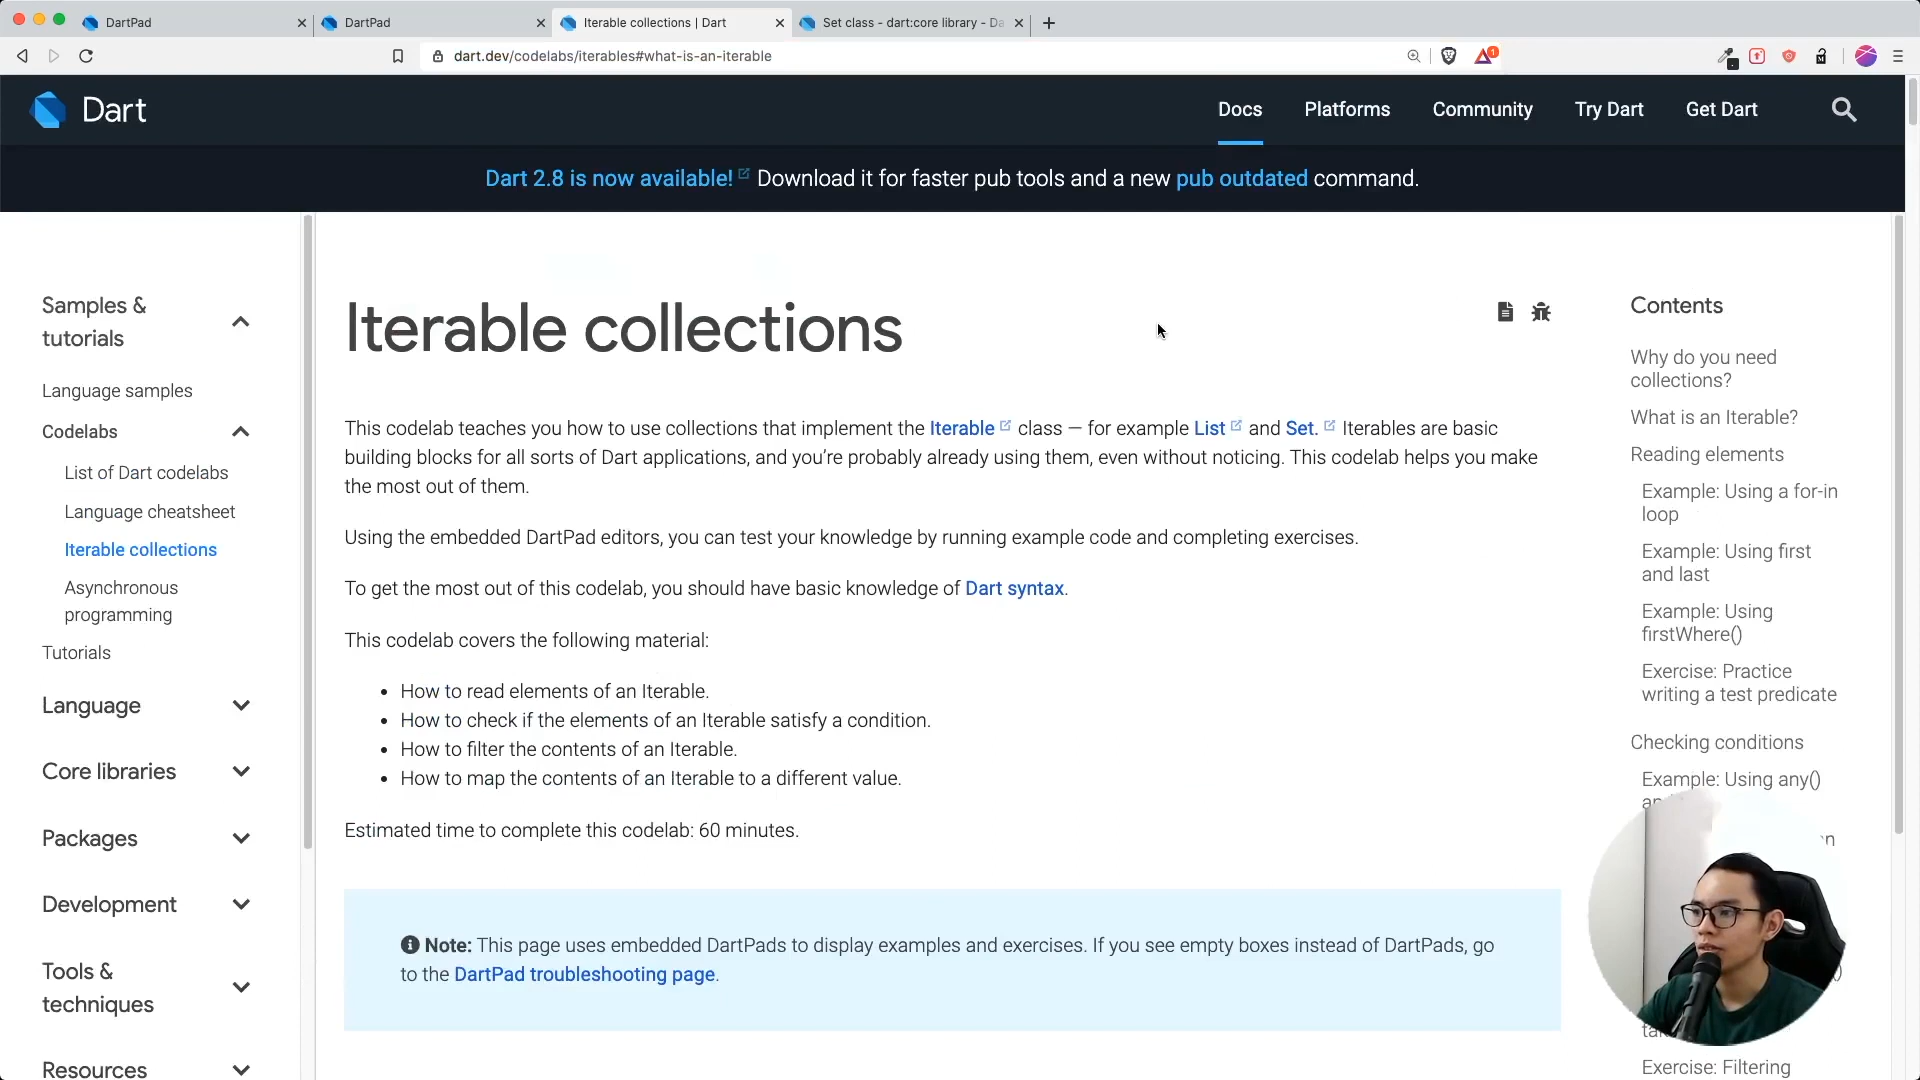 DartPad
DartPad
Iterable collections | Dart
Set class - dart:core library - Da
dart.dev/codelabs/iterables#what-is-an-iterable
1
Dart
Docs
Platforms
Community
Try Dart
Get Dart
Dart 2.8 is now available! Download it for faster pub tools and a new pub outdated command.
Samples &
tutorials
Language samples
Codelabs
List of Dart codelabs
Language cheatsheet
Iterable collections
Asynchronous
programming
Tutorials
Language
Core libraries
Packages
Development
Tools &
techniques
Resources
Iterable collections
This codelab teaches you how to use collections that implement the Iterable class — for example List and Set. Iterables are basic
building blocks for all sorts of Dart applications, and you’re probably already using them, even without noticing. This codelab helps you make
the most out of them.
Using the embedded DartPad editors, you can test your knowledge by running example code and completing exercises.
To get the most out of this codelab, you should have basic knowledge of Dart syntax.
This codelab covers the following material:
• How to read elements of an Iterable.
• How to check if the elements of an Iterable satisfy a condition.
• How to filter the contents of an Iterable.
• How to map the contents of an Iterable to a different value.
Estimated time to complete this codelab: 60 minutes.
Note: This page uses embedded DartPads to display examples and exercises. If you see empty boxes instead of DartPads, go
to the DartPad troubleshooting page.
Contents
Why do you need
collections?
What is an Iterable?
Reading elements
Example: Using a for-in
loop
Example: Using first
and last
Example: Using
firstWhere()
Exercise: Practice
writing a test predicate
Checking conditions
Example: Using any()
Exercise: Filtering